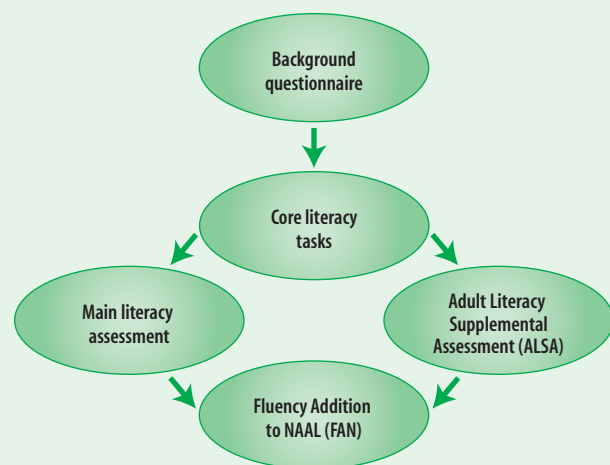 Background
questionnaire
Core literacy
tasks
Main literacy
assessment
Adult Literacy
Supplemental
Assessment (ALSA)
Fluency Addition
to NAAL (FAN)